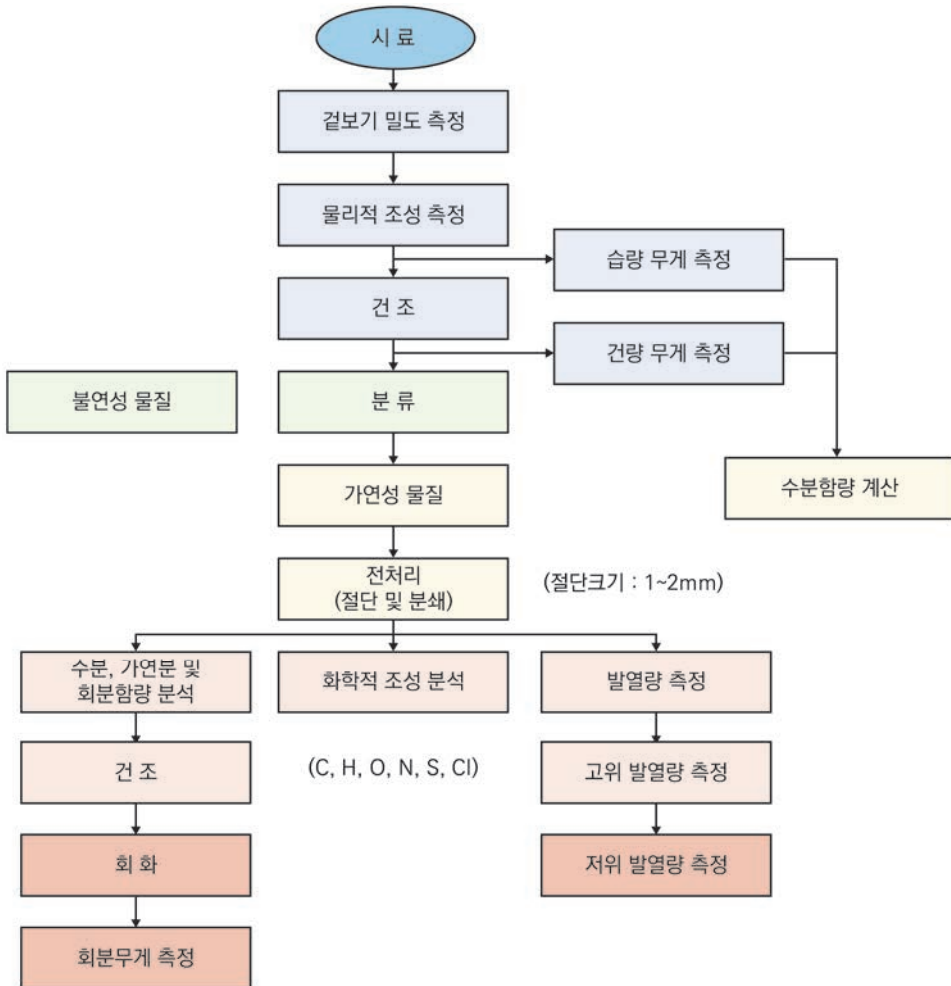 시 료
겉보기 밀도 측정
물리적 조성 측정
습량 무게 측정
건 조
건량 무게 측정
불연성 물질
분 류
가연성 물질
수분함량 계산
전처리
(절단 및 분쇄)
(절단크기 : 1~2mm)
수분, 가연분 및
회분함량 분석
화학적 조성 분석
발열량 측정
건 조
(C, H, O, N, S, Cl)
고위 발열량 측정
회 화
저위 발열량 측정
회분무게 측정